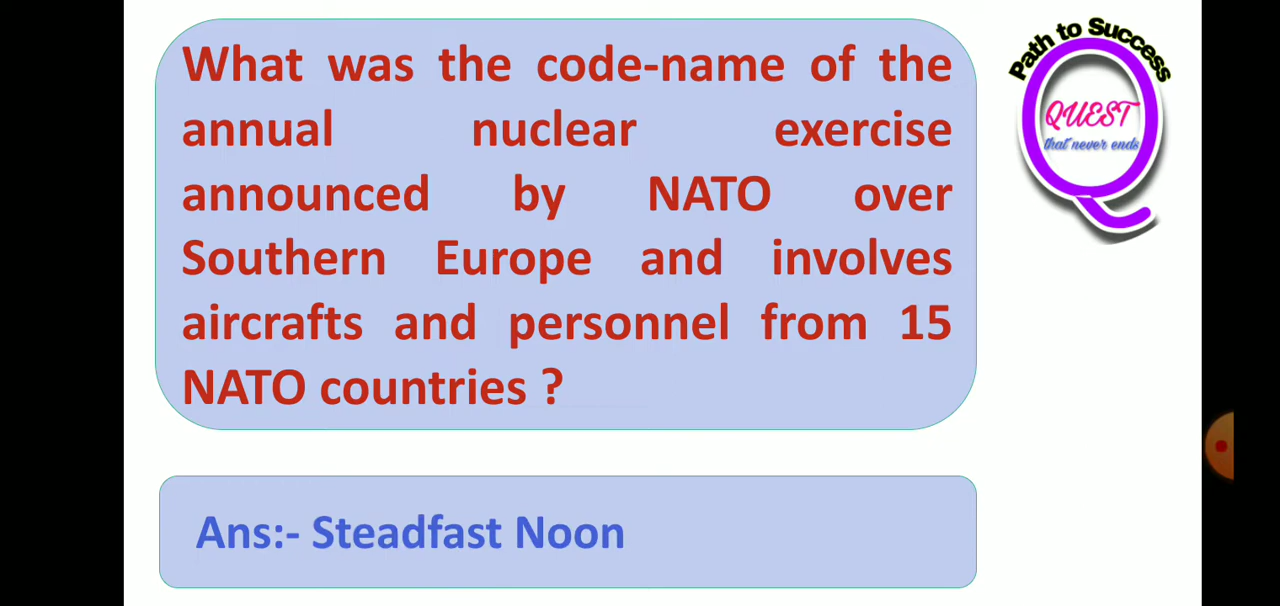 What was the code-name of the
annual nuclear exercise
announced by NATO over
Southern Europe and involves
aircrafts and personnel from 15
NATO countries ?
Ans:- Steadfast Noon
Path to Success
QUEST
that never ends